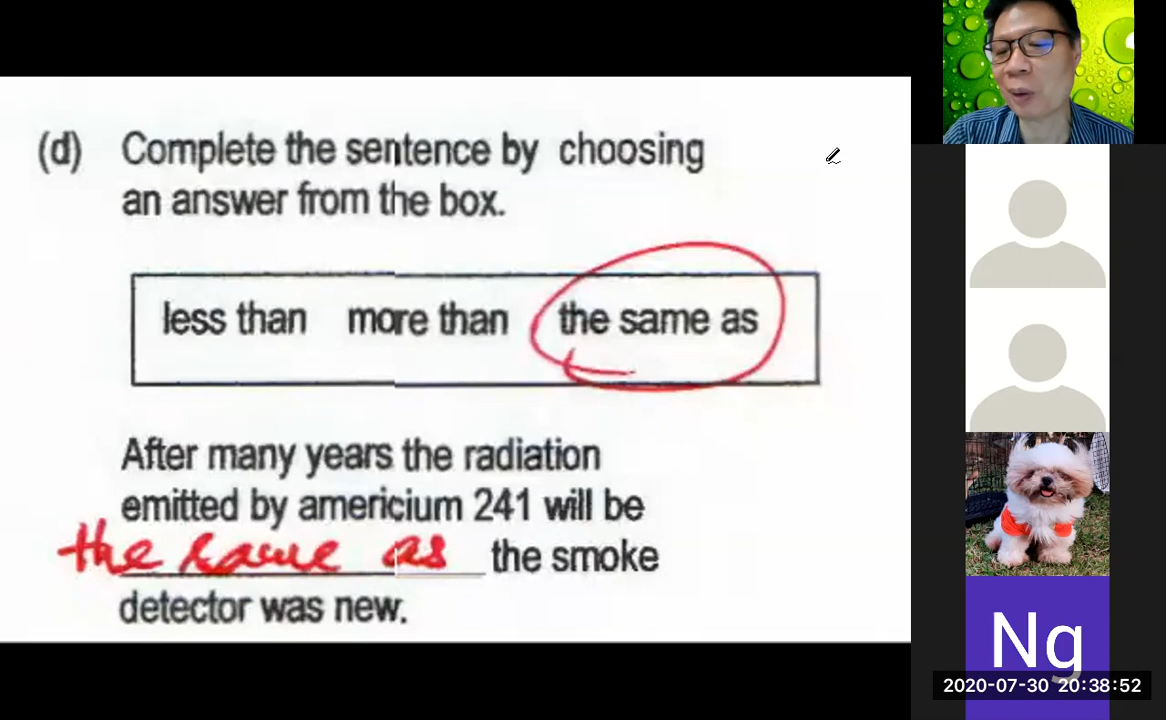 (d) Complete the sentence by choosing
an answer from the box.
less than more than the same as
After many years the radiation
emitted by americium 241 will be
the same as the smoke
detector was new.
Ng
2020-07-30 20:38:52